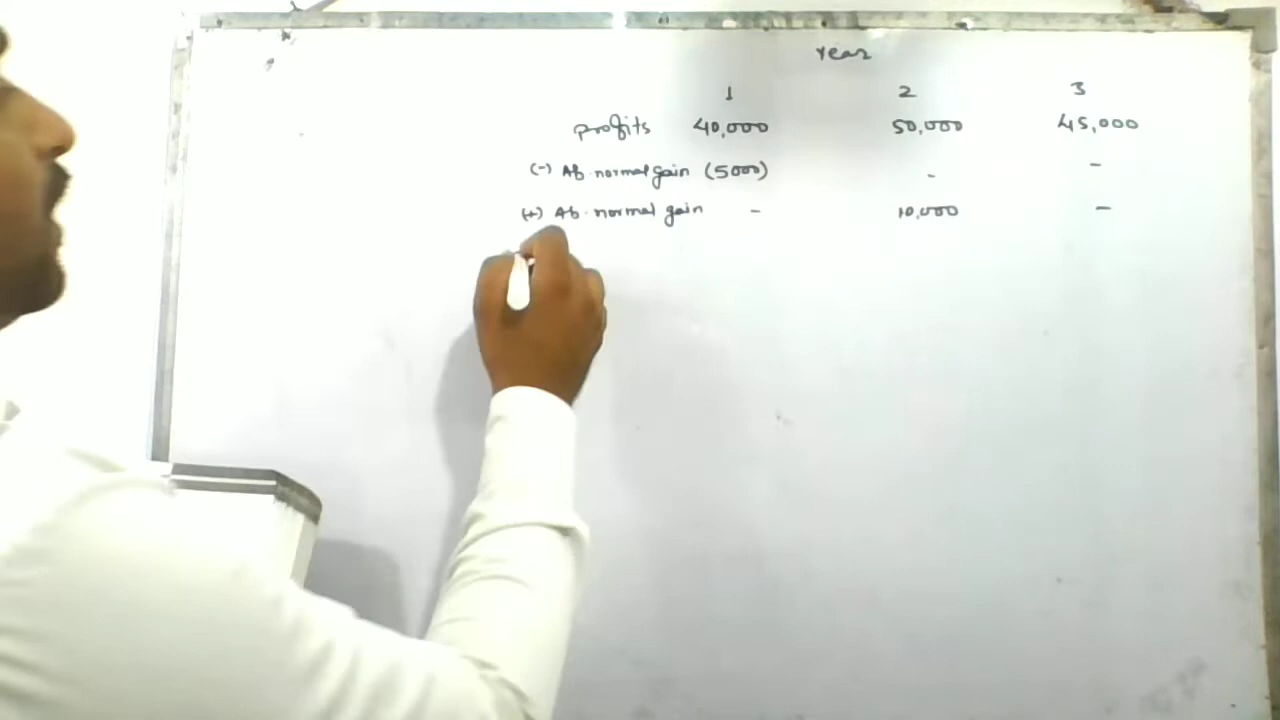 Year
1 2 3
profits 40,000 50,000 45,000
(-) Ab.normal gain (5000) - -
(+) Ab.normal gain - 10,000 -